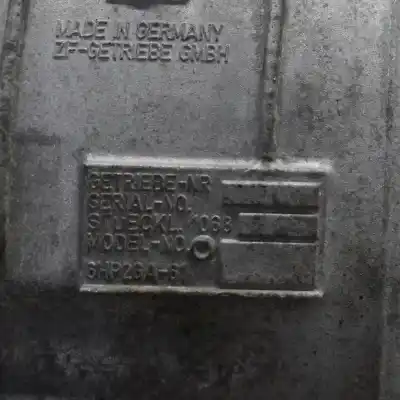 MADE IN GERMANY
ZF-GETRIEBE GMBH
GETRIEBE-NR
SERIAL-NO.
STUECKL. 1068
MODEL-NO.
6HP26A-61